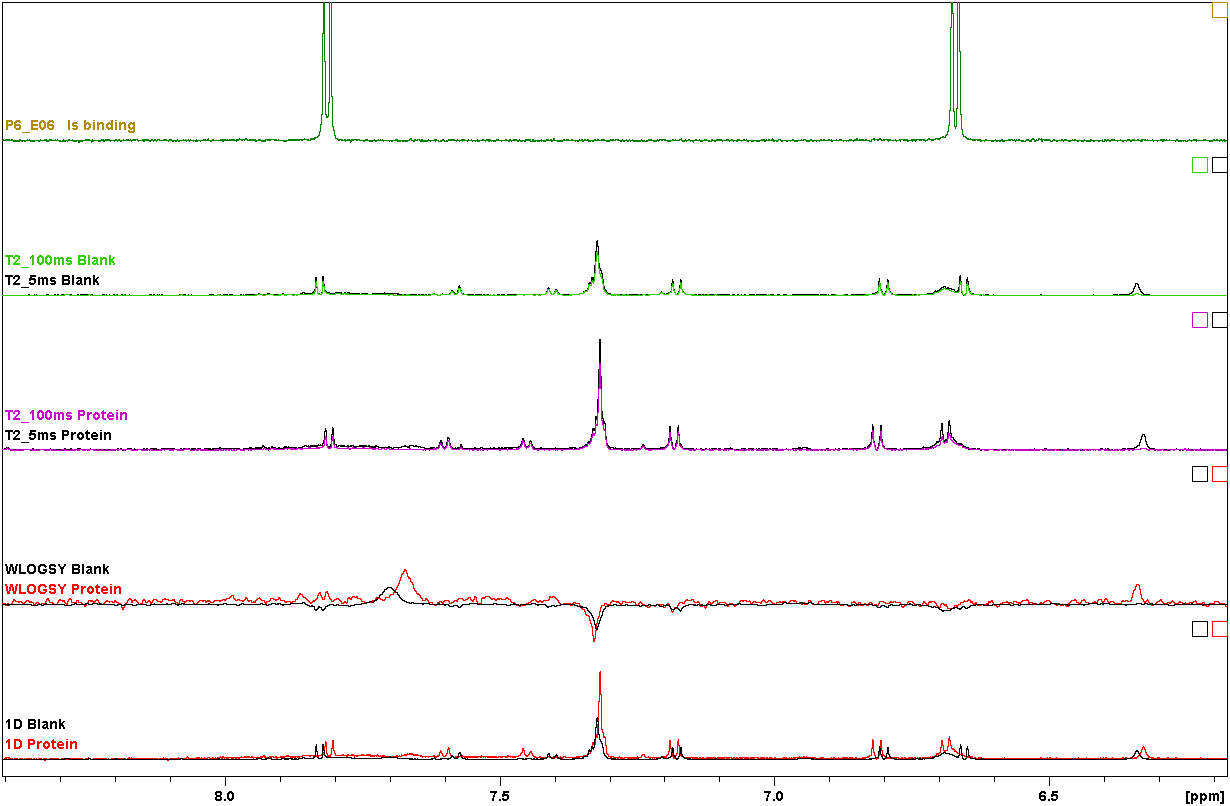 P6_E06 Is binding
T2_100ms Blank
T2_5ms Blank
T2_100ms Protein
T2_5ms Protein
WLOGSY Blank
WLOGSY Protein
1D Blank
1D Protein
8.0 7.5 7.0 6.5 [ppm]